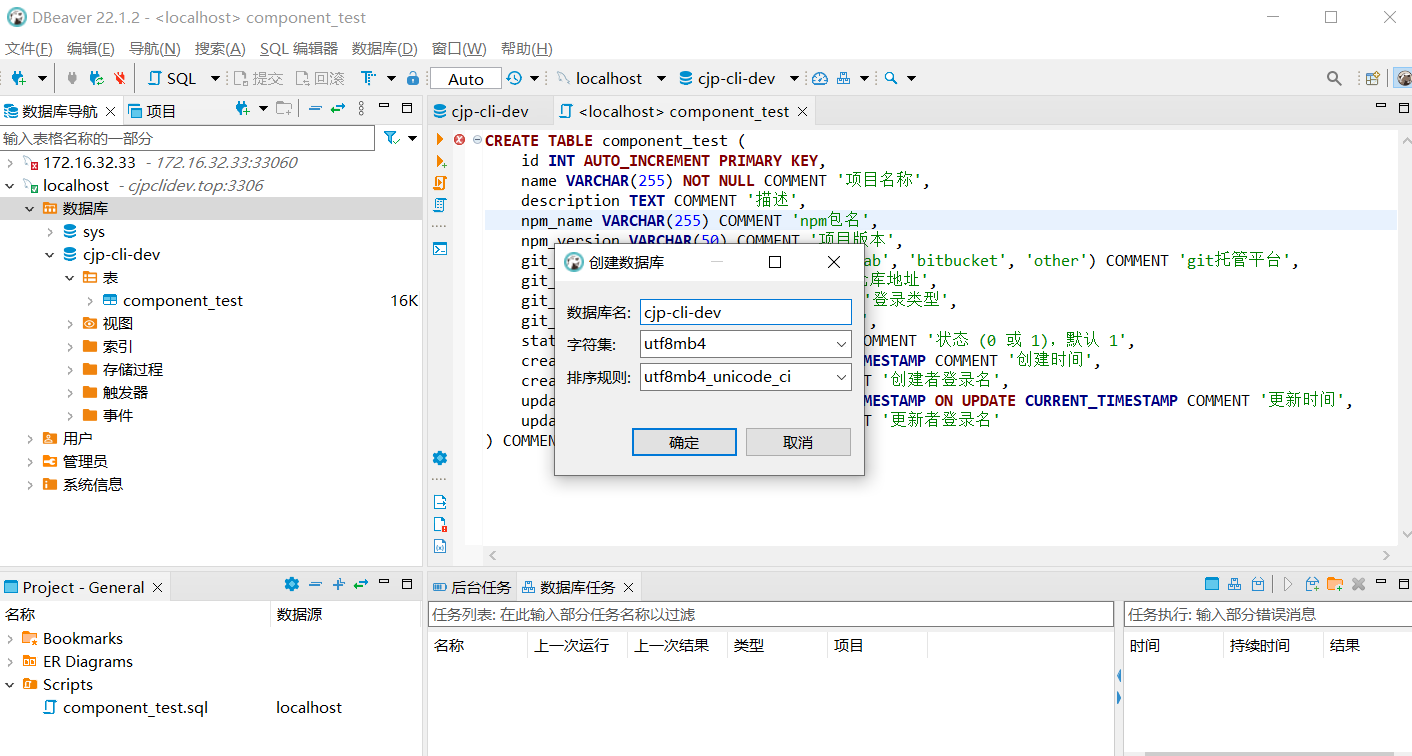 DBeaver 22.1.2 - <localhost> component_test
文件(F) 编辑(E) 导航(N) 搜索(A) SQL 编辑器 数据库(D) 窗口(W) 帮助(H)
SQL 提交 回滚 Auto localhost cjp-cli-dev
数据库导航 项目
输入表格名称的一部分
172.16.32.33 - 172.16.32.33:33060
localhost - cjpclidev.top:3306
数据库
sys
cjp-cli-dev
表
component_test 16K
视图
索引
存储过程
触发器
事件
用户
管理员
系统信息
cjp-cli-dev <localhost> component_test
CREATE TABLE component_test (
id INT AUTO_INCREMENT PRIMARY KEY,
name VARCHAR(255) NOT NULL COMMENT '项目名称',
description TEXT COMMENT '描述',
npm_name VARCHAR(255) COMMENT 'npm包名',
npm_version VARCHAR(50) COMMENT '项目版本',
git_ ab', 'bitbucket', 'other') COMMENT 'git托管平台',
git_ 库地址',
git_ '登录类型',
git_ ',
stat OMMENT '状态 (0 或 1), 默认 1',
crea MESTAMP COMMENT '创建时间',
crea T '创建者登录名',
upda MESTAMP ON UPDATE CURRENT_TIMESTAMP COMMENT '更新时间',
upda T '更新者登录名'
) COMMEN
创建数据库
数据库名: cjp-cli-dev
字符集: utf8mb4
排序规则: utf8mb4_unicode_ci
确定 取消
Project - General
名称 数据源
Bookmarks
ER Diagrams
Scripts
component_test.sql localhost
后台任务 数据库任务
任务列表: 在此输入部分任务名称以过滤
名称 上一次运行 上一次结果 类型 项目
任务执行: 输入部分错误消息
时间 持续时间 结果